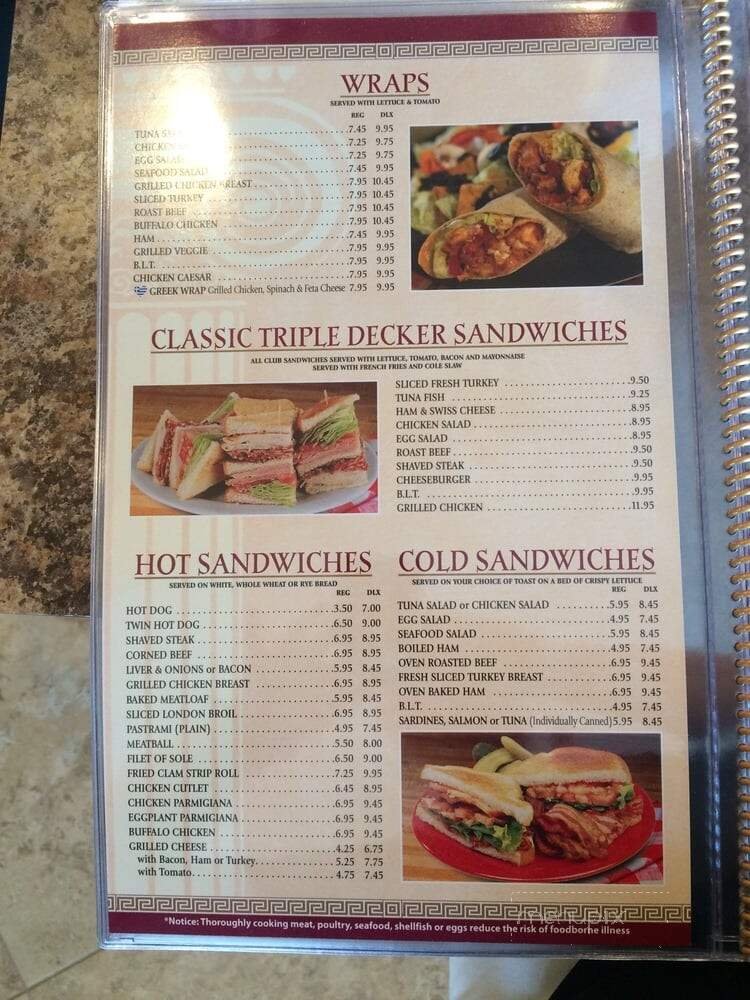 WRAPS
SERVED WITH LETTUCE & TOMATO
REG DLX
TUNA 7.45 9.95
CHICKEN 7.25 9.75
EGG SALAD 7.25 9.75
SEAFOOD SALAD 7.45 9.95
GRILLED CHICKEN BREAST 7.95 10.45
SLICED TURKEY 7.95 10.45
ROAST BEEF 7.95 10.45
BUFFALO CHICKEN 7.95 10.45
HAM 7.45 9.95
GRILLED VEGGIE 7.95 9.95
B.L.T. 7.95 9.95
CHICKEN CAESAR 7.95 9.95
GREEK WRAP Grilled Chicken, Spinach & Feta Cheese 7.95 9.95
CLASSIC TRIPLE DECKER SANDWICHES
ALL CLUB SANDWICHES SERVED WITH LETTUCE, TOMATO, BACON AND MAYONNAISE
SERVED WITH FRENCH FRIES AND COLE SLAW
SLICED FRESH TURKEY 9.50
TUNA FISH 9.25
HAM & SWISS CHEESE 8.95
CHICKEN SALAD 8.95
EGG SALAD 8.95
ROAST BEEF 9.50
SHAVED STEAK 9.50
CHEESEBURGER 9.95
B.L.T. 9.95
GRILLED CHICKEN 11.95
HOT SANDWICHES
SERVED ON WHITE, WHOLE WHEAT OR RYE BREAD
REG DLX
HOT DOG 3.50 7.00
TWIN HOT DOG 6.50 9.00
SHAVED STEAK 6.95 8.95
CORNED BEEF 6.95 8.95
LIVER & ONIONS or BACON 5.95 8.45
GRILLED CHICKEN BREAST 6.95 8.95
BAKED MEATLOAF 5.95 8.45
SLICED LONDON BROIL 6.95 8.95
PASTRAMI (PLAIN) 4.95 7.45
MEATBALL 5.50 8.00
FILET OF SOLE 6.50 9.00
FRIED CLAM STRIP ROLL 7.25 9.95
CHICKEN CUTLET 6.45 8.95
CHICKEN PARMIGIANA 6.95 9.45
EGGPLANT PARMIGIANA 6.95 9.45
BUFFALO CHICKEN 6.95 9.45
GRILLED CHEESE 4.25 6.75
with Bacon, Ham or Turkey 5.25 7.75
with Tomato 4.75 7.45
COLD SANDWICHES
SERVED ON YOUR CHOICE OF TOAST ON A BED OF CRISPY LETTUCE
REG DLX
TUNA SALAD or CHICKEN SALAD 5.95 8.45
EGG SALAD 4.95 7.45
SEAFOOD SALAD 5.95 8.45
BOILED HAM 4.95 7.45
OVEN ROASTED BEEF 6.95 9.45
FRESH SLICED TURKEY BREAST 6.95 9.45
OVEN BAKED HAM 6.95 9.45
B.L.T. 4.95 7.45
SARDINES, SALMON or TUNA (Individually Canned) 5.95 8.45
*Notice: Thoroughly cooking meat, poultry, seafood, shellfish or eggs reduce the risk of foodborne illness